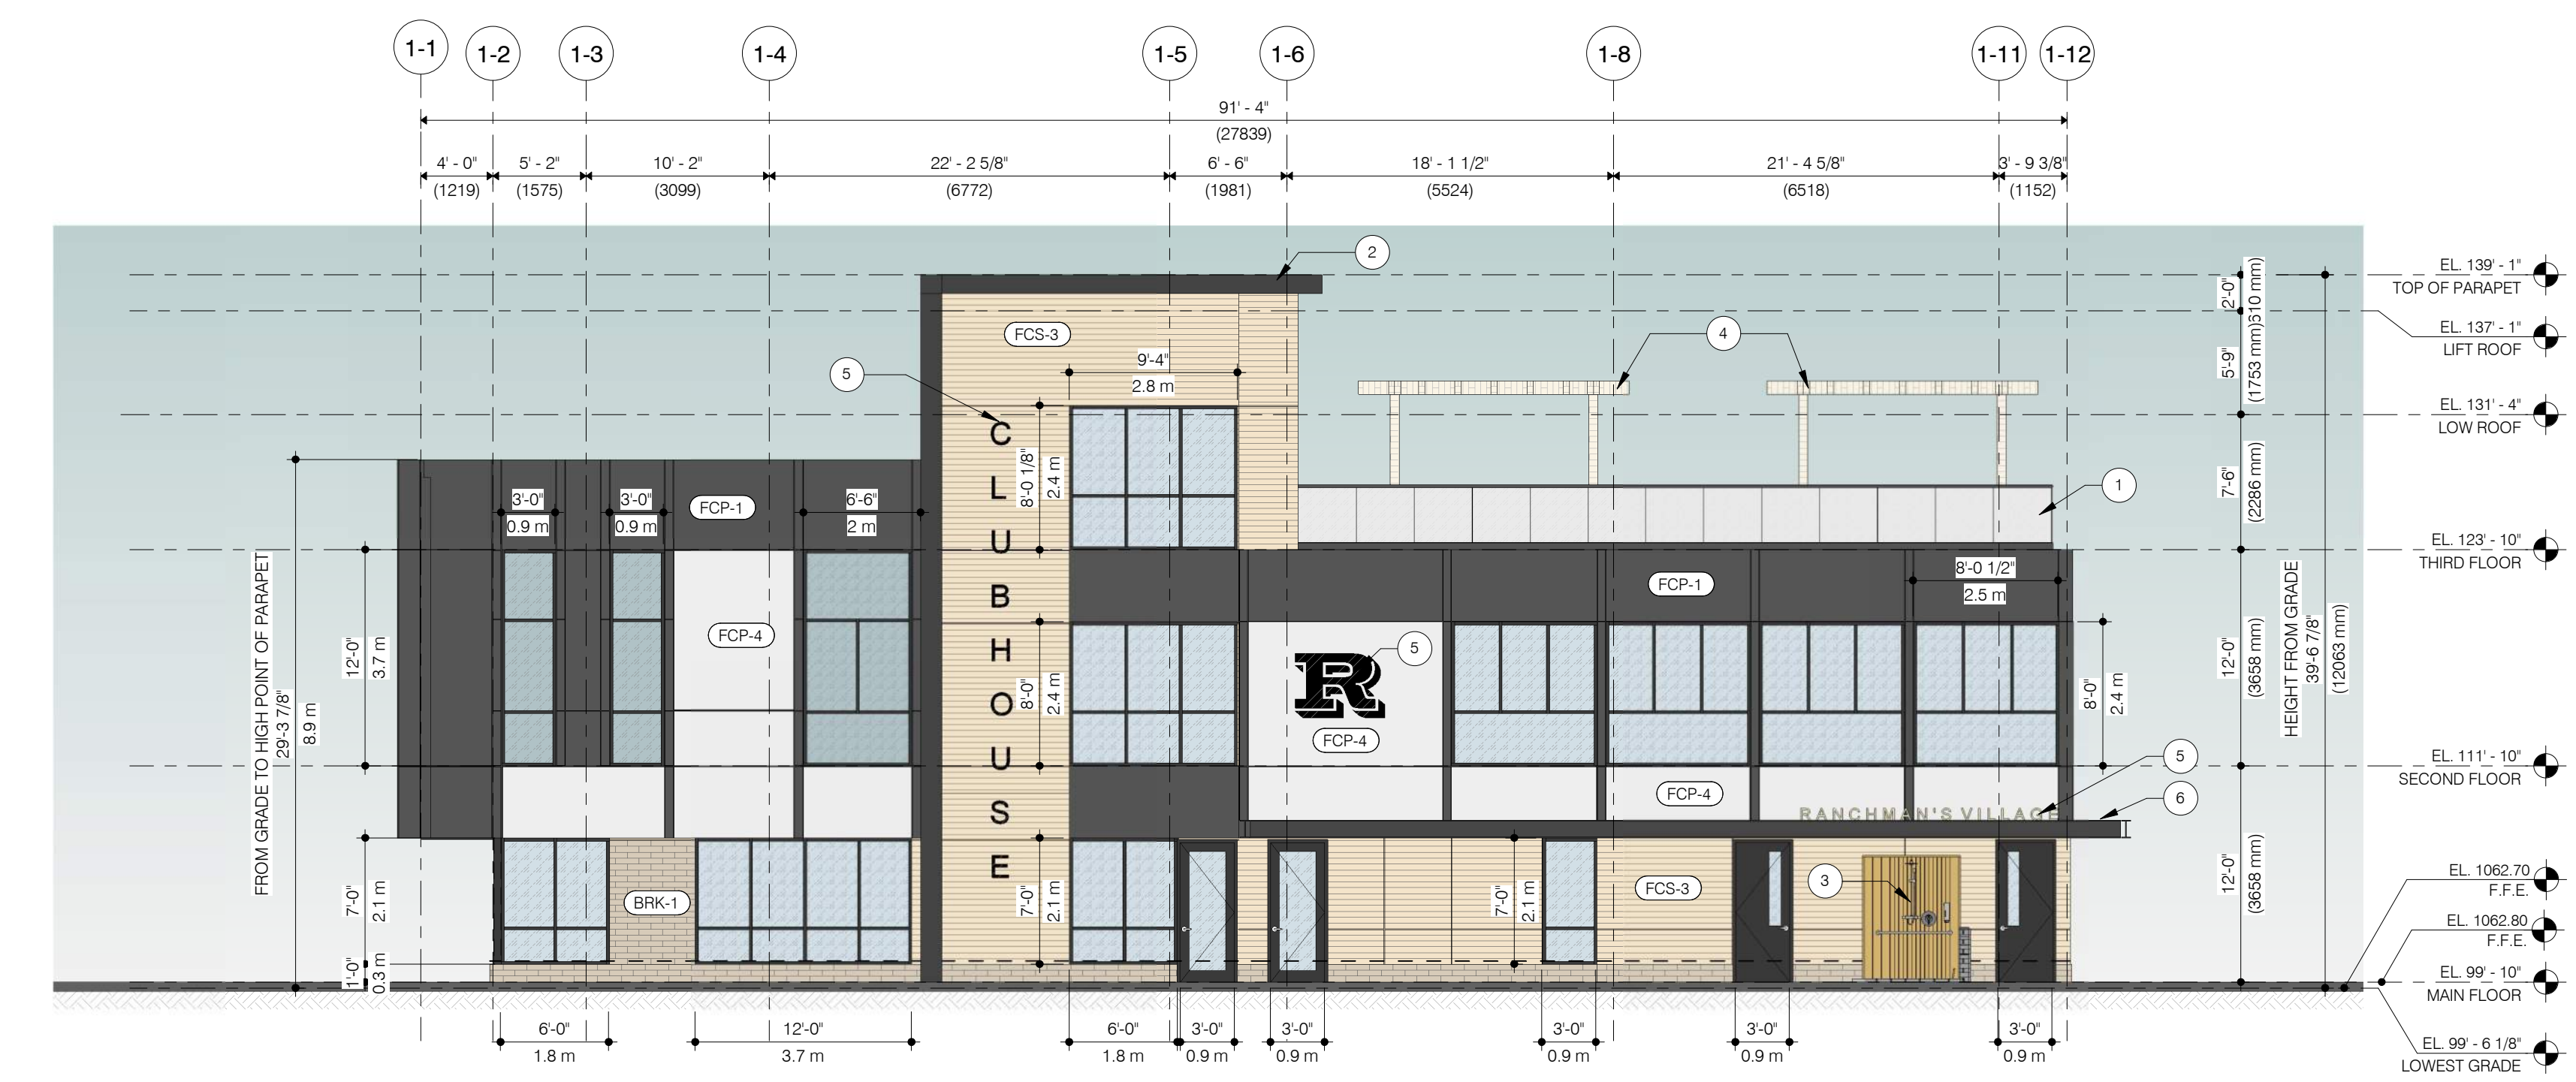 1-1 1-2 1-3 1-4 1-5 1-6 1-8 1-11 1-12
91' - 4"
(27839)
4' - 0" 5' - 2" 10' - 2" 22' - 2 5/8" 6' - 6" 18' - 1 1/2" 21' - 4 5/8" 3' - 9 3/8"
(1219) (1575) (3099) (6772) (1981) (5524) (6518) (1152)
2
EL. 139' - 1"
TOP OF PARAPET
2'-0"
610 mm)
FCS-3
4
EL. 137' - 1"
LIFT ROOF
9'-4"
2.8 m
5
5'-9"
(1753 mm)
EL. 131' - 4"
LOW ROOF
CLUBHOUSE
8'-0 1/8"
2.4 m
7'-6"
(2286 mm)
1
3'-0"
0.9 m
3'-0"
0.9 m
FCP-1
6'-6"
2 m
EL. 123' - 10"
THIRD FLOOR
FCP-1
8'-0 1/2"
2.5 m
FROM GRADE TO HIGH POINT OF PARAPET
29'-3 7/8"
8.9 m
12'-0"
3.7 m
FCP-4
8'-0"
2.4 m
R
5
FCP-4
8'-0"
2.4 m
12'-0"
(3658 mm)
HEIGHT FROM GRADE
39'-6 7/8"
(12063 mm)
EL. 111' - 10"
SECOND FLOOR
5
FCP-4
6
RANCHMAN'S VILLAGE
7'-0"
2.1 m
1'-0"
0.3 m
BRK-1
7'-0"
2.1 m
7'-0"
2.1 m
FCS-3
3
12'-0"
(3658 mm)
EL. 1062.70
F.F.E.
EL. 1062.80
F.F.E.
EL. 99' - 10"
MAIN FLOOR
EL. 99' - 6 1/8"
LOWEST GRADE
6'-0" 12'-0" 6'-0" 3'-0" 3'-0" 3'-0" 3'-0" 3'-0"
1.8 m 3.7 m 1.8 m 0.9 m 0.9 m 0.9 m 0.9 m 0.9 m